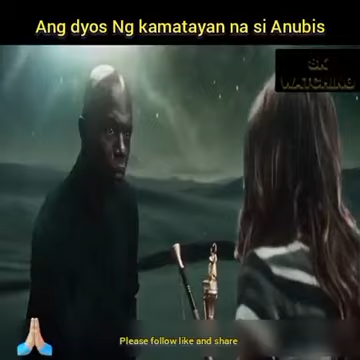 Ang dyos Ng kamatayan na si Anubis
SK
WATCHING
Please follow like and share